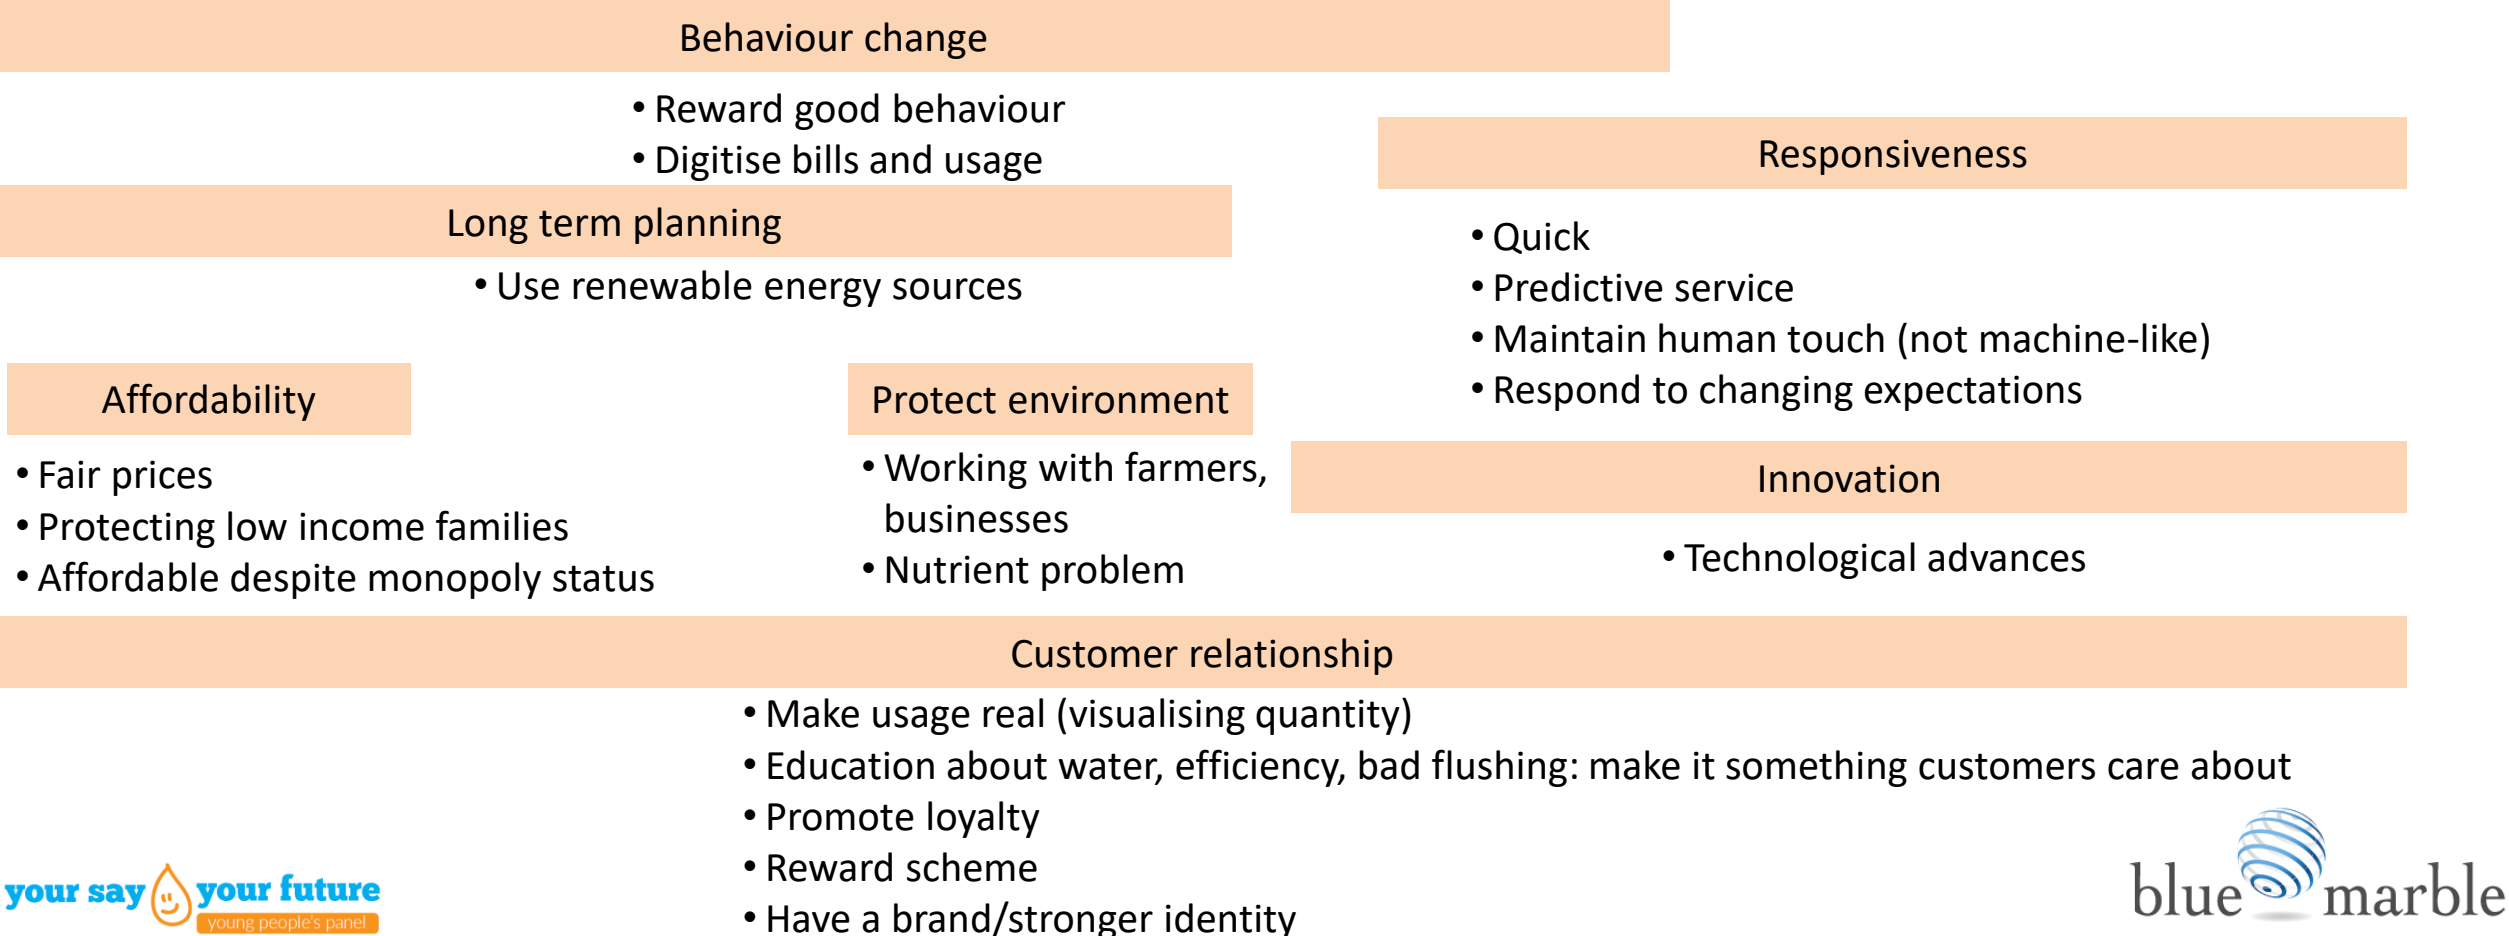 Behaviour change
• Reward good behaviour
• Digitise bills and usage
Long term planning
• Use renewable energy sources
Responsiveness
• Quick
• Predictive service
• Maintain human touch (not machine-like)
• Respond to changing expectations
Affordability
• Fair prices
• Protecting low income families
• Affordable despite monopoly status
Protect environment
• Working with farmers,
businesses
• Nutrient problem
Innovation
• Technological advances
Customer relationship
• Make usage real (visualising quantity)
• Education about water, efficiency, bad flushing: make it something customers care about
• Promote loyalty
• Reward scheme
• Have a brand/stronger identity
your say your future
young people's panel
blue marble